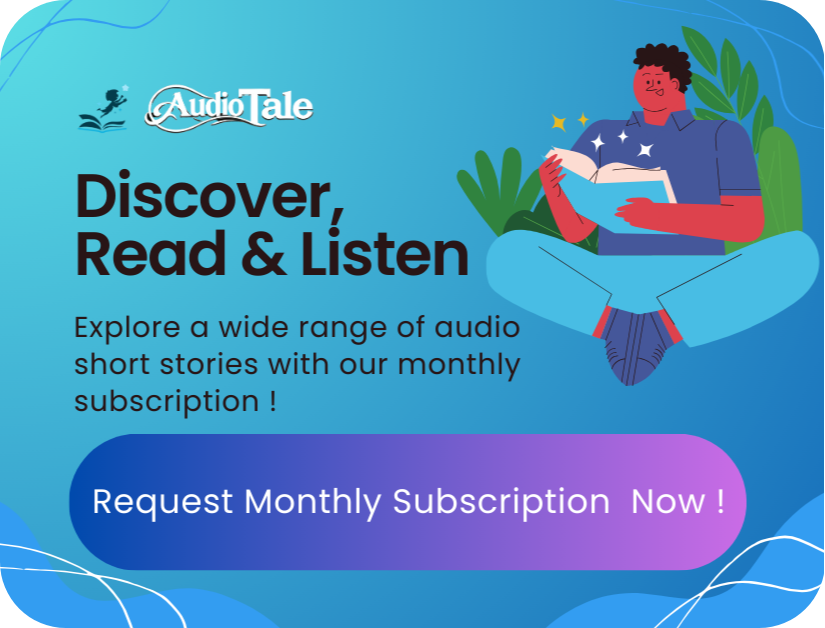 AudioTale
Discover,
Read & Listen
Explore a wide range of audio
short stories with our monthly
subscription !
Request Monthly Subscription  Now !